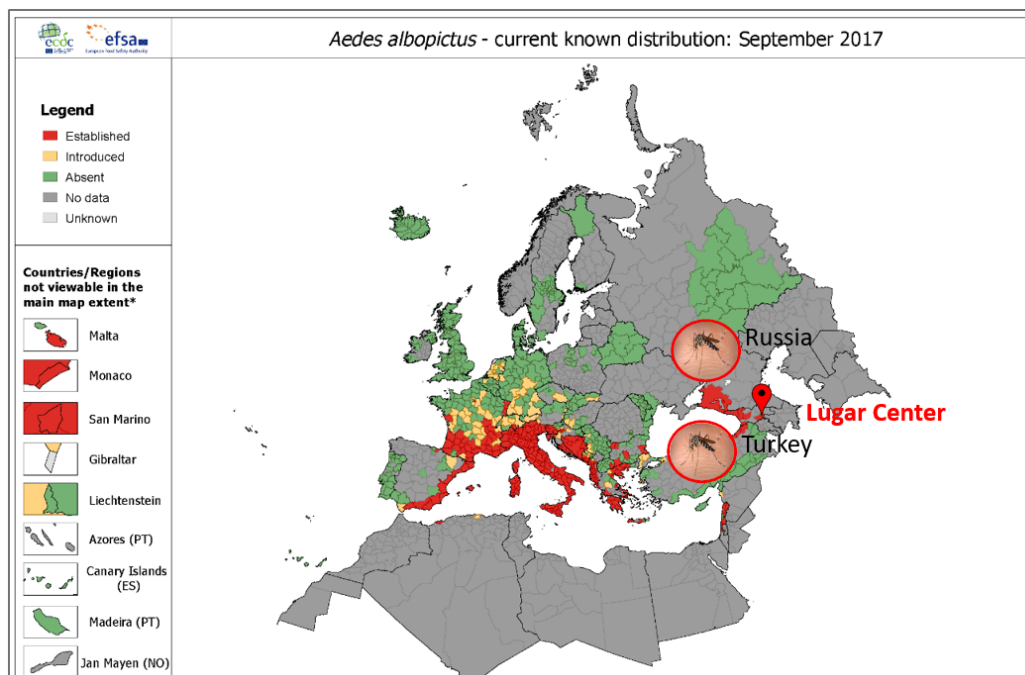 ecdc
efsa
European Food Safety Authority
Aedes albopictus - current known distribution: September 2017
Legend
Established
Introduced
Absent
No data
Unknown
Countries/Regions
not viewable in the
main map extent*
Malta
Monaco
San Marino
Gibraltar
Liechtenstein
Azores (PT)
Canary Islands
(ES)
Madeira (PT)
Jan Mayen (NO)
Russia
Lugar Center
Turkey